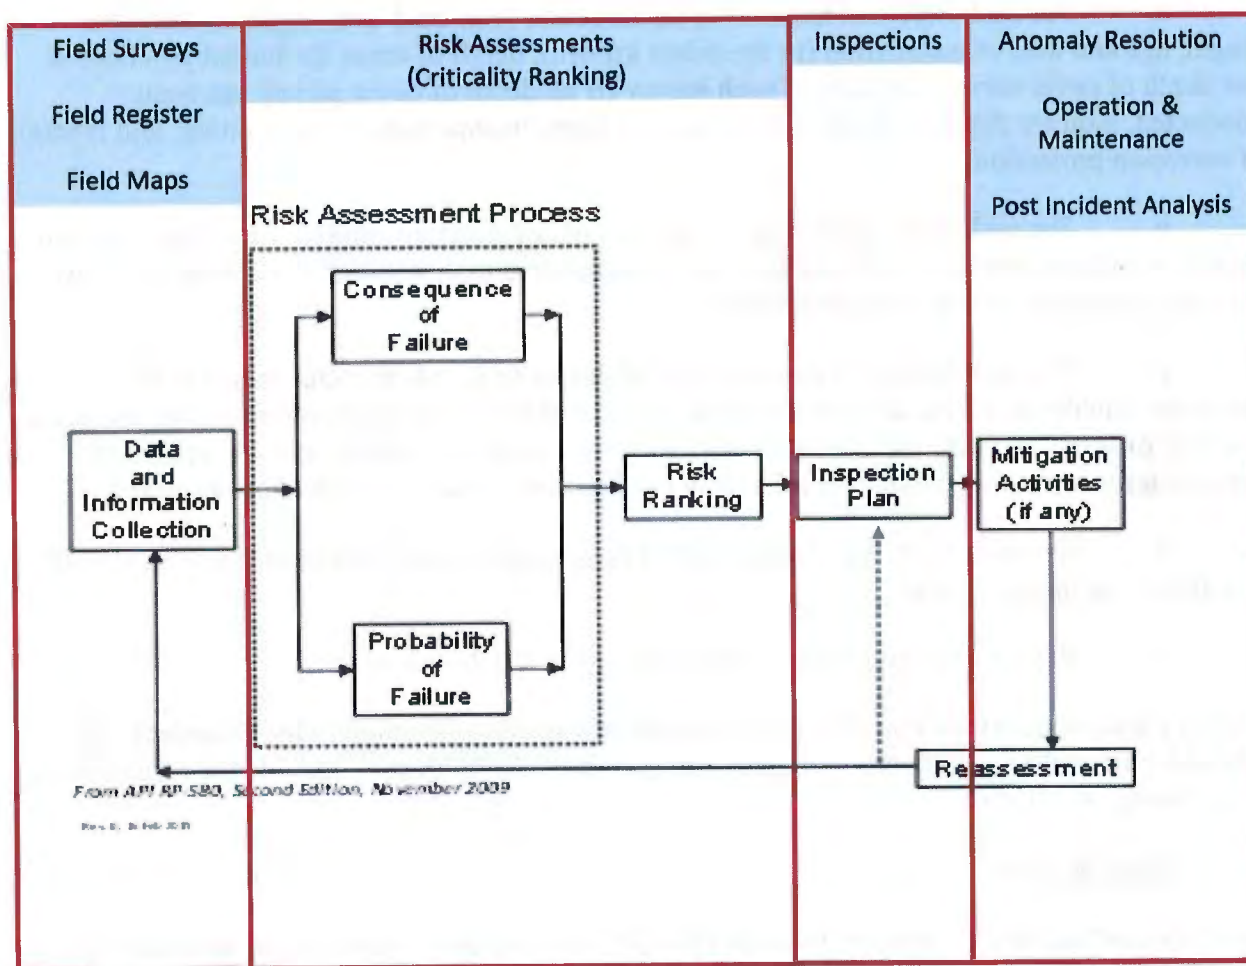 Field Surveys
Field Register
Field Maps
Risk Assessments
(Criticality Ranking)
Inspections
Anomaly Resolution
Operation &
Maintenance
Post Incident Analysis
Risk Assessment Process
Consequence
of
Failure
Data
and
Information
Collection
Probability
of
Failure
Risk
Ranking
Inspection
Plan
Mitigation
Activities
(if any)
Reassessment
From API RP 580, Second Edition, November 2009